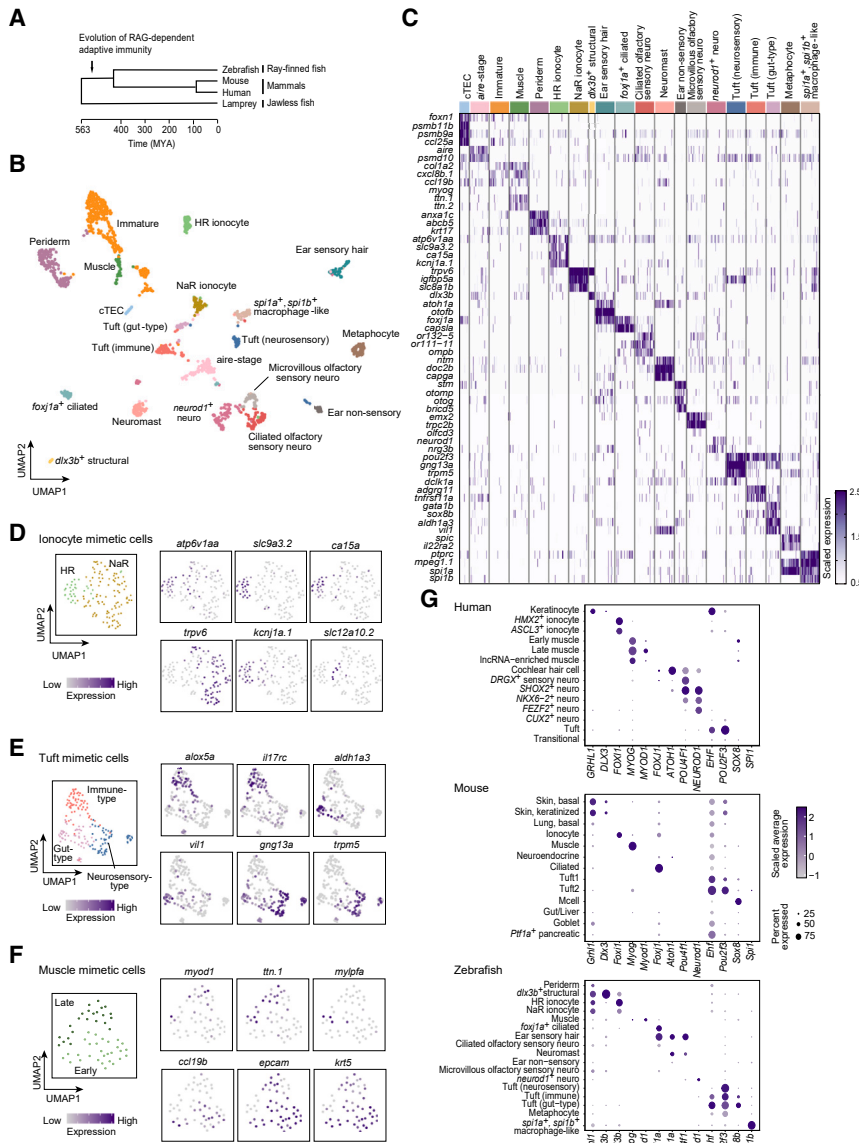 A
Evolution of RAG-dependent
adaptive immunity
Zebrafish
Ray-finned fish
Mouse
Mammals
Human
Lamprey
Jawless fish
563
400
300
200
100
0
Time (MYA)
B
Immature
HR ionocyte
Periderm
Muscle
Ear sensory hair
NaR ionocyte
cTEC
spi1a+, spi1b+
macrophage-like
Tuft (gut-type)
Tuft (immune)
Tuft (neurosensory)
Metaphocyte
aire-stage
Microvillous olfactory
sensory neuro
foxj1a+ ciliated
Neuromast
neurod1+
neuro
Ear non-sensory
Ciliated olfactory
sensory neuro
dlx3b+ structural
UMAP2
UMAP1
C
cTEC
aire-stage
Immature
Muscle
Periderm
HR ionocyte
NaR ionocyte
dlx3b+ structural
Ear sensory hair
foxj1a+ ciliated
Ciliated olfactory
sensory neuro
Neuromast
Ear non-sensory
Microvillous olfactory
sensory neuro
neurod1+ neuro
Tuft (neurosensory)
Tuft (immune)
Tuft (gut-type)
Metaphocyte
spi1a+, spi1b+
macrophage-like
foxn1
psmb11b
psmb9a
ccl25a
aire
psmd10
col1a2
cxcl8b.1
ccl19b
myog
ttn.1
ttn.2
anxa1c
abcb5
krt17
atp6v1aa
slc9a3.2
ca15a
kcnj1a.1
trpv6
igfbp5a
slc8a1b
dlx3b
atoh1a
otofb
foxj1a
capsla
or132-5
or111-11
ompb
ntm
doc2b
capga
stm
otomp
otog
bricd5
emx2
trpc2b
olfcd3
neurod1
nrg3b
pou2f3
gng13a
trpm5
dclk1a
adgrg11
tnfrsf11a
gata1b
sox8b
aldh1a3
vil1
spic
il22ra2
ptprc
mpeg1.1
spi1a
spi1b
2.5
Scaled expression
0.5
D
Ionocyte mimetic cells
HR
NaR
UMAP2
UMAP1
Low
High
Expression
atp6v1aa
slc9a3.2
ca15a
trpv6
kcnj1a.1
slc12a10.2
E
Tuft mimetic cells
Immune-
type
Gut-
type
Neurosensory-
type
UMAP2
UMAP1
Low
High
Expression
alox5a
il17rc
aldh1a3
vil1
gng13a
trpm5
F
Muscle mimetic cells
Late
Early
UMAP2
UMAP1
Low
High
Expression
myod1
ttn.1
mylpfa
ccl19b
epcam
krt5
G
Human
Keratinocyte
HMX2+ ionocyte
ASCL3+ ionocyte
Early muscle
Late muscle
lncRNA-enriched muscle
Cochlear hair cell
DRGX+ sensory neuro
SHOX2+ neuro
NKX6-2+ neuro
FEZF2+ neuro
CUX2+ neuro
Tuft
Transitional
GRHL1
DLX3
FOXI1
MYOG
MYOD1
FOXJ1
ATOH1
POU4F1
NEUROD1
EHF
POU2F3
SOX8
SPI1
Mouse
Skin, basal
Skin, keratinized
Lung, basal
Ionocyte
Muscle
Neuroendocrine
Ciliated
Tuft1
Tuft2
Mcell
Gut/Liver
Goblet
Ptf1a+ pancreatic
Grhl1
Dlx3
Foxi1
Myog
Myod1
Foxj1
Atoh1
Pou4f1
Neurod1
Ehf
Pou2f3
Sox8
Spi1
Scaled average
expression
2
1
0
−1
Percent
expressed
25
50
75
Zebrafish
Periderm
dlx3b+ structural
HR ionocyte
NaR ionocyte
Muscle
foxj1a+ ciliated
Ear sensory hair
Ciliated olfactory sensory neuro
Neuromast
Ear non-sensory
Microvillous olfactory sensory neuro
neurod1+ neuro
Tuft (neurosensory)
Tuft (immune)
Tuft (gut-type)
Metaphocyte
spi1a+, spi1b+
macrophage-like